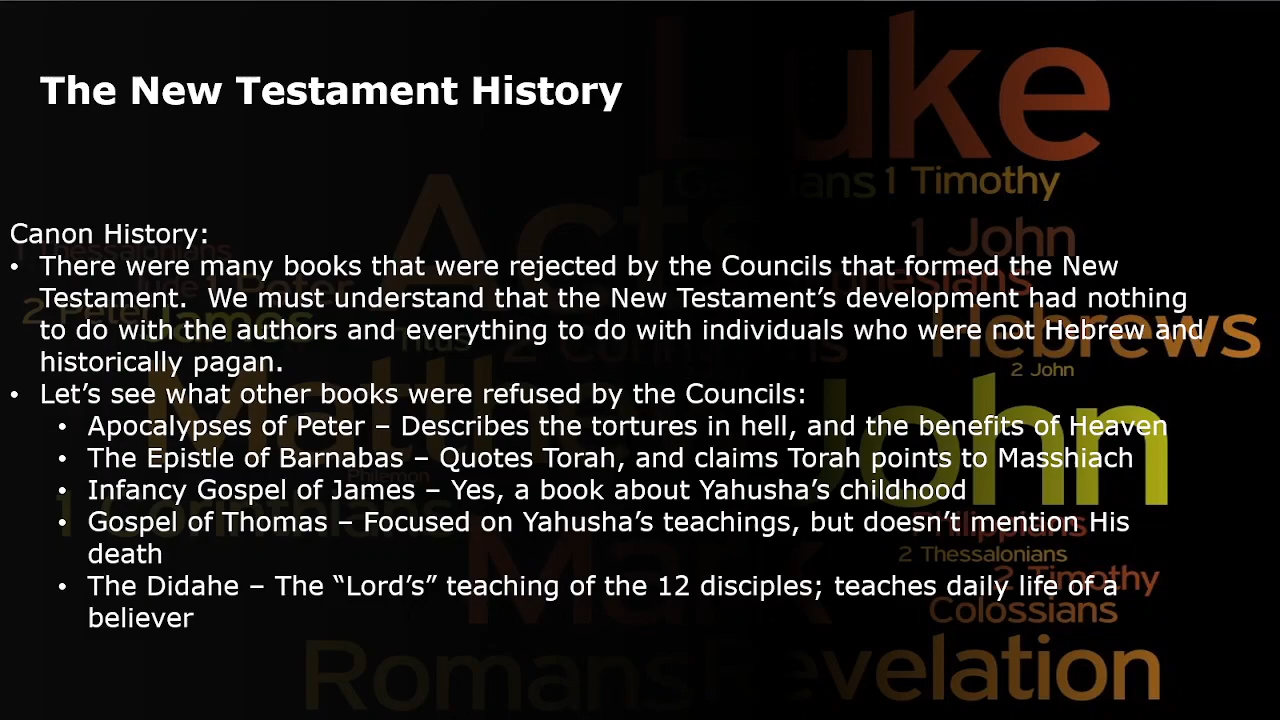 The New Testament History
Canon History:
• There were many books that were rejected by the Councils that formed the New
Testament.  We must understand that the New Testament’s development had nothing
to do with the authors and everything to do with individuals who were not Hebrew and
historically pagan.
• Let’s see what other books were refused by the Councils:
• Apocalypses of Peter – Describes the tortures in hell, and the benefits of Heaven
• The Epistle of Barnabas – Quotes Torah, and claims Torah points to Masshiach
• Infancy Gospel of James – Yes, a book about Yahusha’s childhood
• Gospel of Thomas – Focused on Yahusha’s teachings, but doesn’t mention His
death
• The Didahe – The “Lord’s” teaching of the 12 disciples; teaches daily life of a
believer
Luke
1 Timothy
Acts
1 John
2 Peter
James
Hebrews
2 John
Matthew
John
Philemon
1 Corinthians
Philippians
Mark
2 Thessalonians
2 Timothy
Colossians
Romans
Revelation